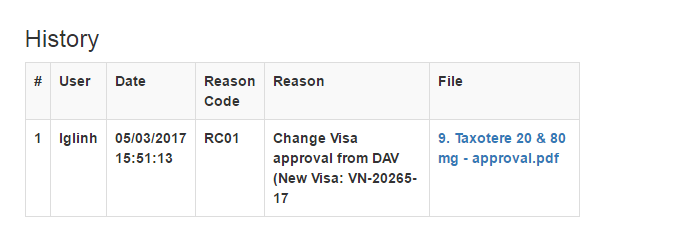 History
# User Date Reason Code Reason File
1 lglinh 05/03/2017 15:51:13 RC01 Change Visa approval from DAV (New Visa: VN-20265-17 9. Taxotere 20 & 80 mg - approval.pdf